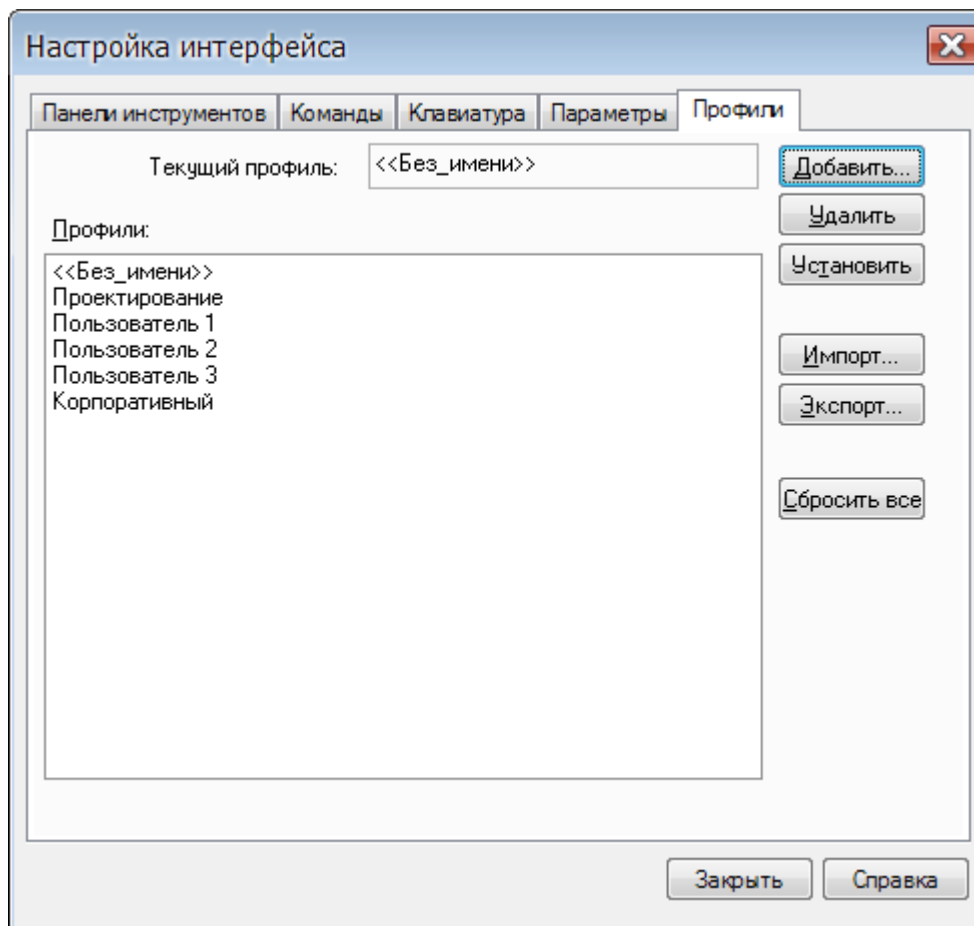 Настройка интерфейса
Панели инструментов Команды Клавиатура Параметры Профили
Текущий профиль: <<Без_имени>> Добавить...
Удалить
Профили:
Установить
<<Без_имени>>
Проектирование
Пользователь 1
Пользователь 2 Импорт...
Пользователь 3
Корпоративный Экспорт...
Сбросить все
Закрыть Справка